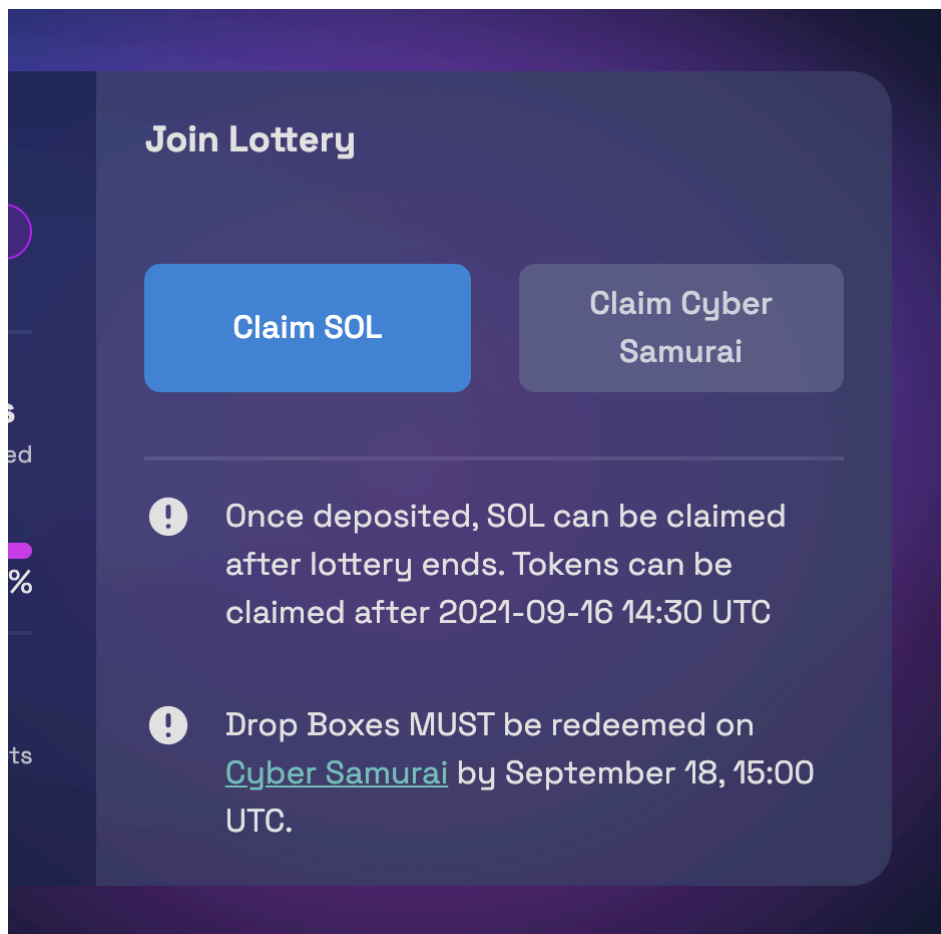 Join Lottery
Claim SOL
Claim Cyber
Samurai
s
ed
%
ts
Once deposited, SOL can be claimed
after lottery ends. Tokens can be
claimed after 2021-09-16 14:30 UTC
Drop Boxes MUST be redeemed on
Cyber Samurai by September 18, 15:00
UTC.